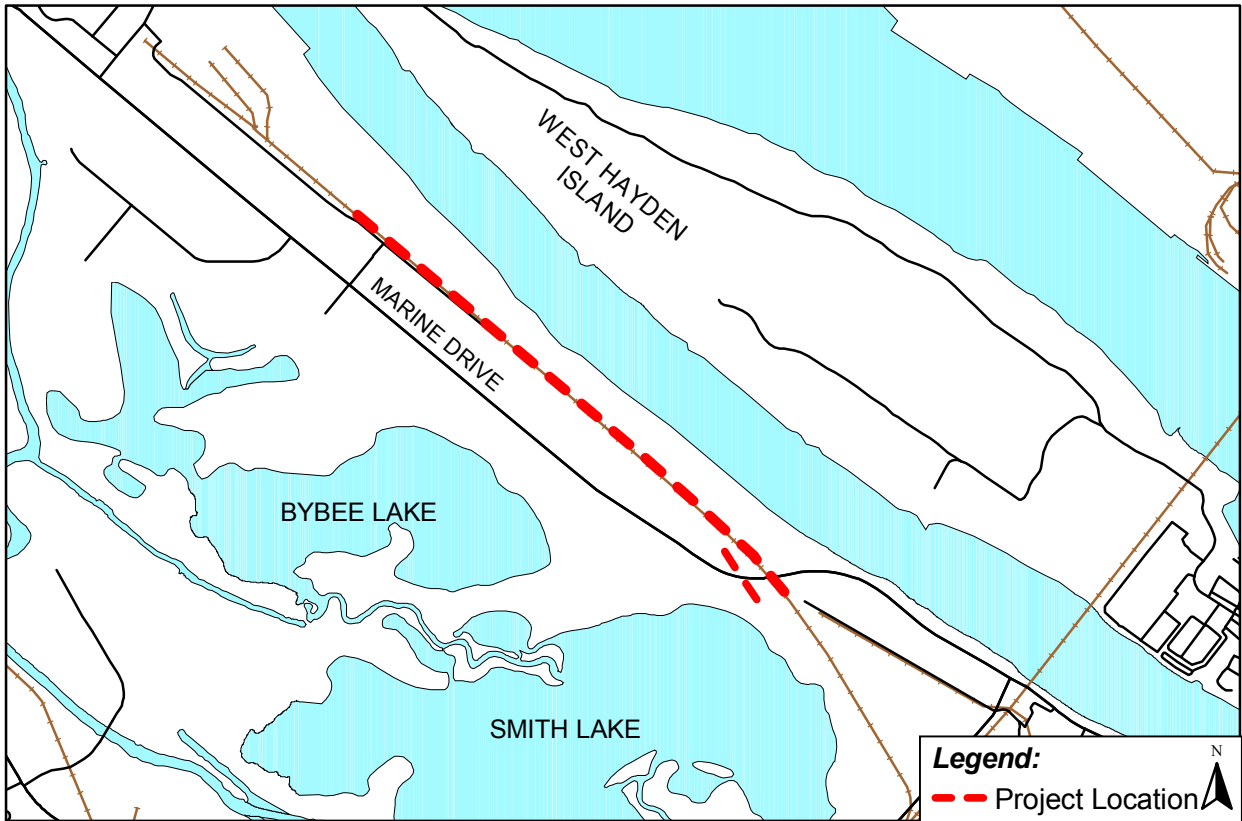 WEST HAYDEN
ISLAND
MARINE DRIVE
BYBEE LAKE
SMITH LAKE
Legend:
N
Project Location